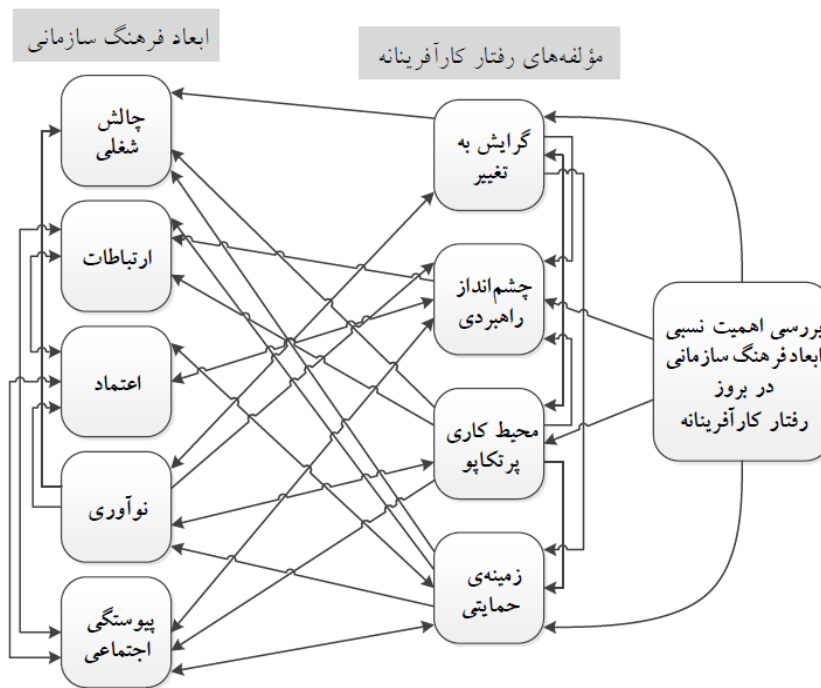 ابعاد فرهنگ سازمانی
مؤلفه‌های رفتار کارآفرینانه
چالش
شغلی
ارتباطات
اعتماد
نوآوری
پیوستگی
اجتماعی
گرایش به
تغییر
چشم‌انداز
راهبردی
محیط کاری
پرتکاپو
زمینه‌ی
حمایتی
بررسی اهمیت نسبی
ابعادفرهنگ سازمانی
در بروز
رفتار کارآفرینانه